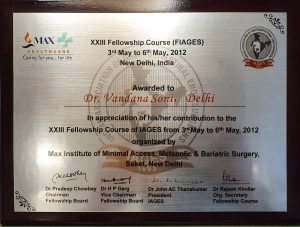 MAX
HEALTHCARE
Caring for you... for life
XXIII Fellowship Course (FIAGES)
3rd May to 6th May, 2012
New Delhi, India
Awarded to
Dr. Vandana Soni, Delhi
In appreciation of his/her contribution to the
XXIII Fellowship Course of IAGES from 3rd May to 6th May, 2012
organized by
Max Institute of Minimal Access, Metabolic & Bariatric Surgery,
Saket, New Delhi
Dr Pradeep Chowbey
Chairman
Fellowship Board
Dr H P Garg
Vice Chairman
Fellowship Board
Dr John AC Thanakumar
President
IAGES
Dr Rajesh Khullar
Org. Secretary
Fellowship Course